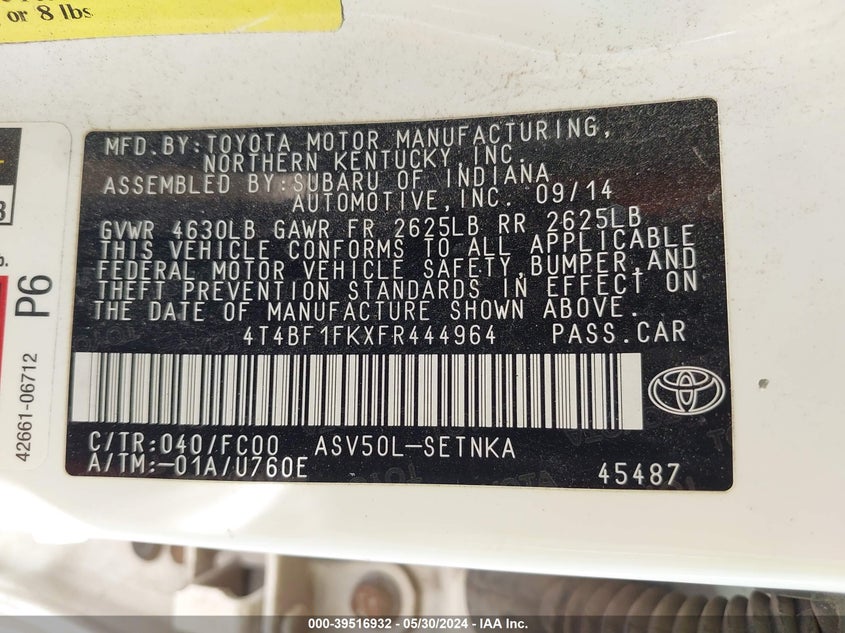 or 8 lbs
MFD.BY:TOYOTA MOTOR MANUFACTURING,
NORTHERN KENTUCKY,INC.
ASSEMBLED BY:SUBARU OF INDIANA
AUTOMOTIVE,INC. 09/14
GVWR 4630LB GAWR FR 2625LB RR 2625LB
THIS VEHICLE CONFORMS TO ALL APPLICABLE
FEDERAL MOTOR VEHICLE SAFETY,BUMPER,AND
THEFT PREVENTION STANDARDS IN EFFECT ON
THE DATE OF MANUFACTURE SHOWN ABOVE.
4T4BF1FKXFR444964 PASS.CAR
C/TR:040/FC00 ASV50L-SETNKA
A/TM:-01A/U760E 45487
P6
42661-06712
000-39516932 - 05/30/2024 - IAA Inc.